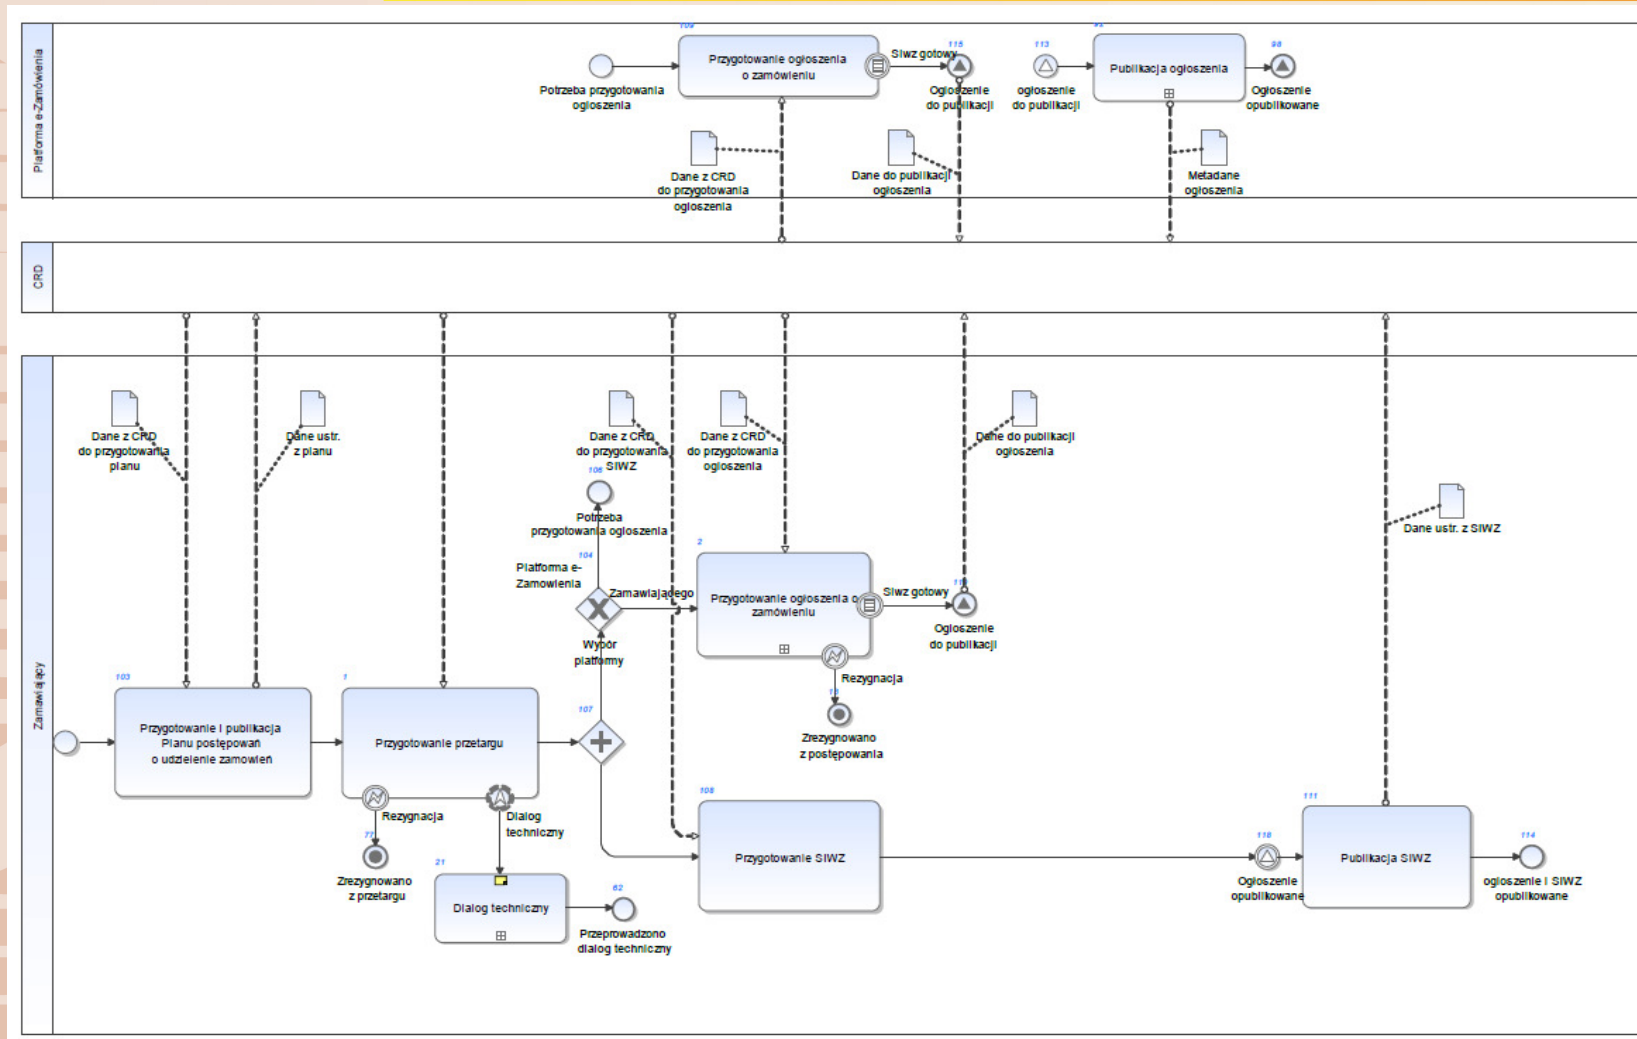 Platforma e-Zamówienia
109
Przygotowanie ogłoszenia
o zamówieniu
Siwz gotowy
115
Ogłoszenie
do publikacji
Potrzeba przygotowania
ogloszenia
113
ogłoszenie
do publikacji
Publikacja ogłoszenia
98
Ogłoszenie
opublikowane
Dane z CRD
do przygotowania
ogloszenia
Dane do publikacji
ogłoszenia
Metadane
ogłoszenia
CRD
Zamawiający
Dane z CRD
do przygotowania
planu
Dane ustr.
z planu
Dane z CRD
do przygotowania
SIWZ
Dane z CRD
do przygotowania
ogłoszenia
Dane do publikacji
ogłoszenia
Dane ustr. z SIWZ
106
Potrzeba
przygotowania ogloszenia
104
Platforma e-
Zamowienia
Zamawiającego
Wybór
platformy
2
Przygotowanie ogłoszenia o
zamówieniu
Siwz gotowy
Ogłoszenie
do publikacji
Rezygnacja
Zrezygnowano
z postępowania
103
Przygotowanie i publikacja
Planu postępowań
o udzielenie zamowień
1
Przygotowanie przetargu
107
Rezygnacja
77
Zrezygnowano
z przetargu
Dialog
techniczny
21
Dialog techniczny
62
Przeprowadzono
dialog techniczny
108
Przygotowanie SIWZ
118
Ogłoszenie
opublikowane
111
Publikacja SIWZ
114
ogłoszenie i SIWZ
opublikowane